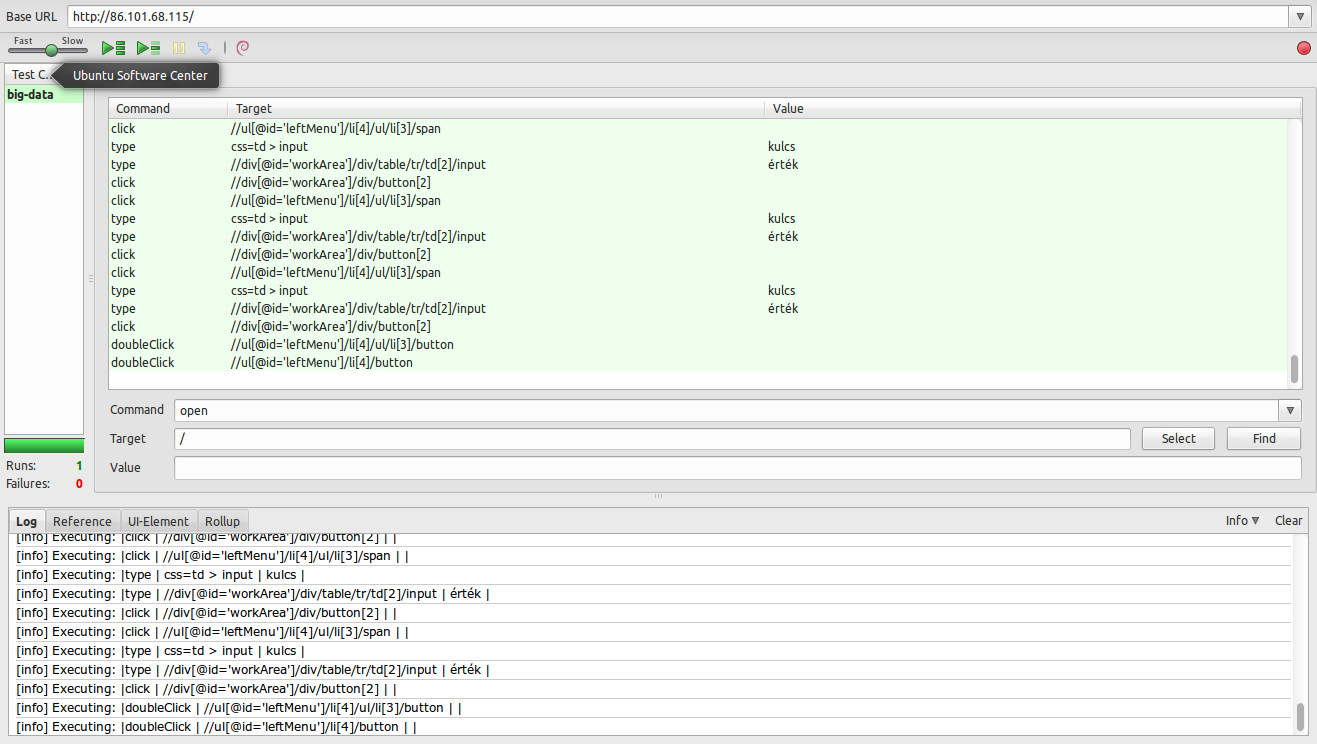 Base URL http://86.101.68.115/
Fast Slow
Test C... Ubuntu Software Center
big-data
Command Target Value
click //ul[@id='leftMenu']/li[4]/ul/li[3]/span
type css=td > input kulcs
type //div[@id='workArea']/div/table/tr/td[2]/input érték
click //div[@id='workArea']/div/button[2]
click //ul[@id='leftMenu']/li[4]/ul/li[3]/span
type css=td > input kulcs
type //div[@id='workArea']/div/table/tr/td[2]/input érték
click //div[@id='workArea']/div/button[2]
click //ul[@id='leftMenu']/li[4]/ul/li[3]/span
type css=td > input kulcs
type //div[@id='workArea']/div/table/tr/td[2]/input érték
click //div[@id='workArea']/div/button[2]
doubleClick //ul[@id='leftMenu']/li[4]/ul/li[3]/button
doubleClick //ul[@id='leftMenu']/li[4]/button
Command open
Target / Select Find
Value
Runs: 1
Failures: 0
Log Reference UI-Element Rollup Info Clear
[info] Executing: |click | //div[@id='workArea']/div/button[2] | |
[info] Executing: |click | //ul[@id='leftMenu']/li[4]/ul/li[3]/span | |
[info] Executing: |type | css=td > input | kulcs |
[info] Executing: |type | //div[@id='workArea']/div/table/tr/td[2]/input | érték |
[info] Executing: |click | //div[@id='workArea']/div/button[2] | |
[info] Executing: |click | //ul[@id='leftMenu']/li[4]/ul/li[3]/span | |
[info] Executing: |type | css=td > input | kulcs |
[info] Executing: |type | //div[@id='workArea']/div/table/tr/td[2]/input | érték |
[info] Executing: |click | //div[@id='workArea']/div/button[2] | |
[info] Executing: |doubleClick | //ul[@id='leftMenu']/li[4]/ul/li[3]/button | |
[info] Executing: |doubleClick | //ul[@id='leftMenu']/li[4]/button | |